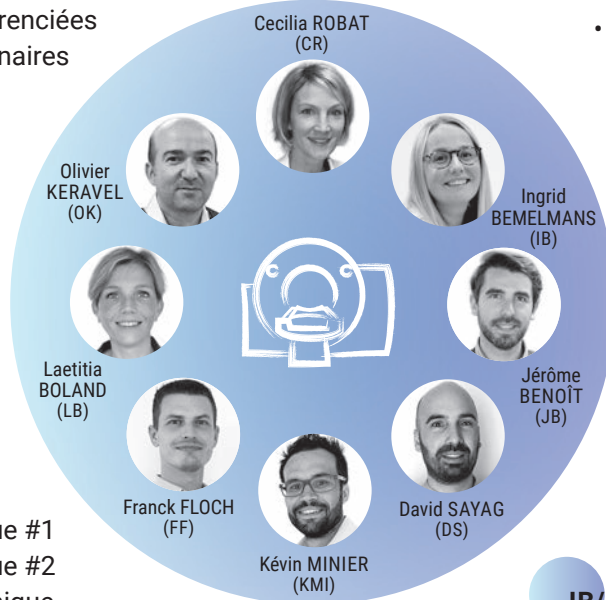 renciées
naires
Cecilia ROBAT
(CR)
Olivier
KERAVEL
(OK)
Ingrid
BEMELMANS
(IB)
Laetitia
BOLAND
(LB)
Jérôme
BENOÎT
(JB)
Franck FLOCH
(FF)
David SAYAG
(DS)
Kévin MINIER
(KMI)
ue #1
ue #2